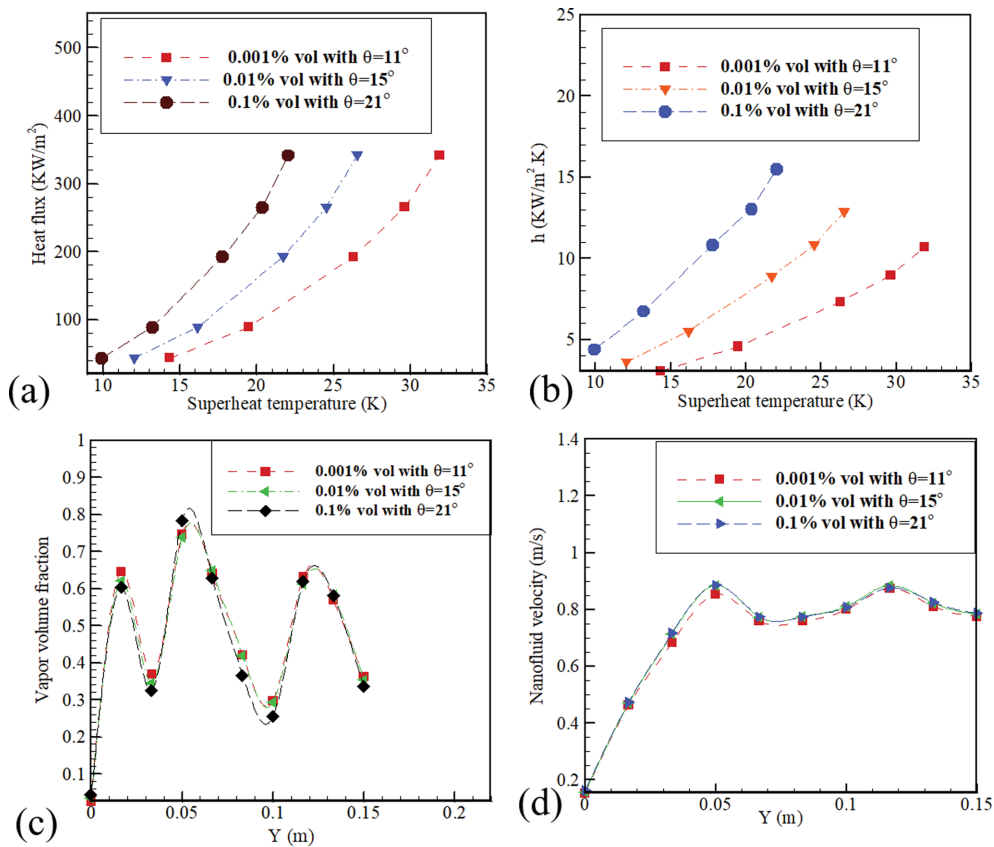 0.001% vol with θ=11°
0.01% vol with θ=15°
0.1% vol with θ=21°
Heat flux (KW/m²)
500
400
300
200
100
10 15 20 25 30 35
Superheat temperature (K)
(a)
0.001% vol with θ=11°
0.01% vol with θ=15°
0.1% vol with θ=21°
h (KW/m².K)
25
20
15
10
5
10 15 20 25 30 35
Superheat temperature (K)
(b)
0.001% vol with θ=11°
0.01% vol with θ=15°
0.1% vol with θ=21°
Vapor volume fraction
1
0.9
0.8
0.7
0.6
0.5
0.4
0.3
0.2
0.1
0 0.05 0.1 0.15 0.2
Y (m)
(c)
0.001% vol with θ=11°
0.01% vol with θ=15°
0.1% vol with θ=21°
Nanofluid velocity (m/s)
1.4
1.2
1
0.8
0.6
0.4
0.2
0 0.05 0.1 0.15
Y (m)
(d)